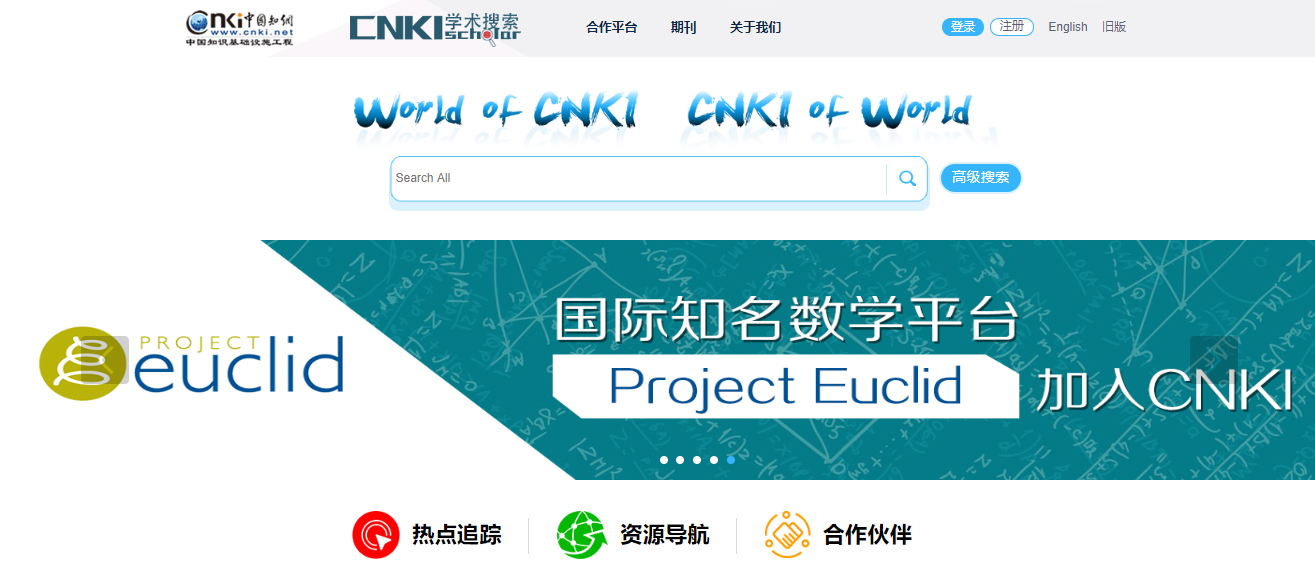 cnki中国知网
www.cnki.net
中国知识基础设施工程
CNKI学术搜索
scholar
合作平台 期刊 关于我们
登录 注册 English 旧版
World of CNKI CNKI of World
Search All
高级搜索
PROJECT
euclid
国际知名数学平台
Project Euclid
加入CNKI
热点追踪 资源导航 合作伙伴